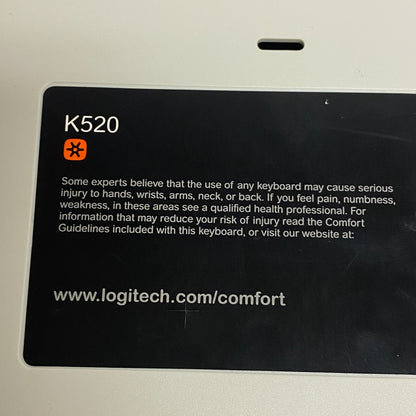 K520
Some experts believe that the use of any keyboard may cause serious
injury to hands, wrists, arms, neck, or back. If you feel pain, numbness,
weakness, in these areas see a qualified health professional. For
information that may reduce your risk of injury read the Comfort
Guidelines included with this keyboard, or visit our website at:
www.logitech.com/comfort